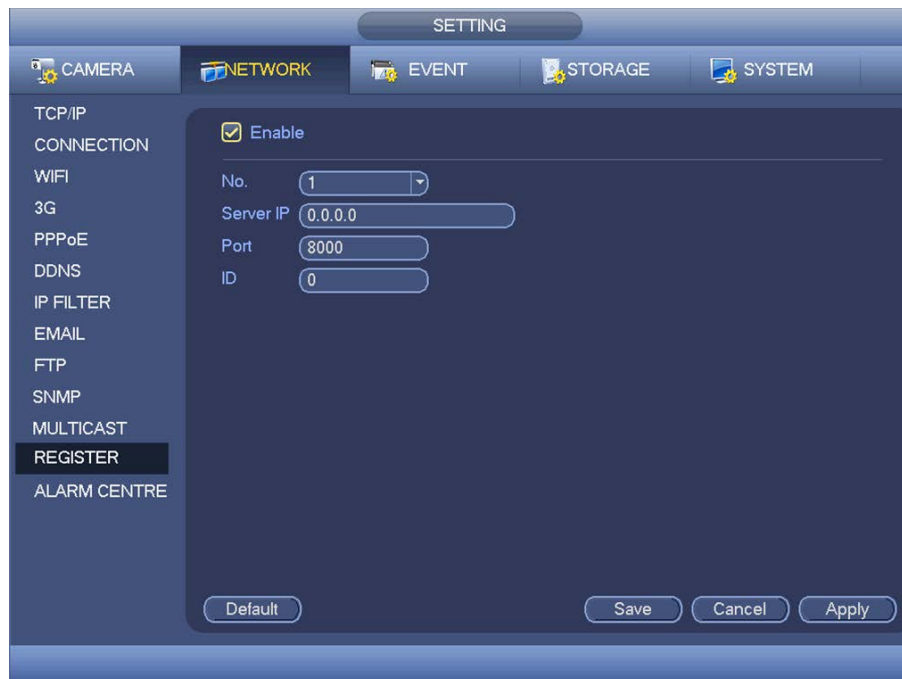 SETTING
CAMERA NETWORK EVENT STORAGE SYSTEM
TCP/IP
CONNECTION
WIFI
3G
PPPoE
DDNS
IP FILTER
EMAIL
FTP
SNMP
MULTICAST
REGISTER
ALARM CENTRE
Enable
No. 1
Server IP 0.0.0.0
Port 8000
ID 0
Default Save Cancel Apply